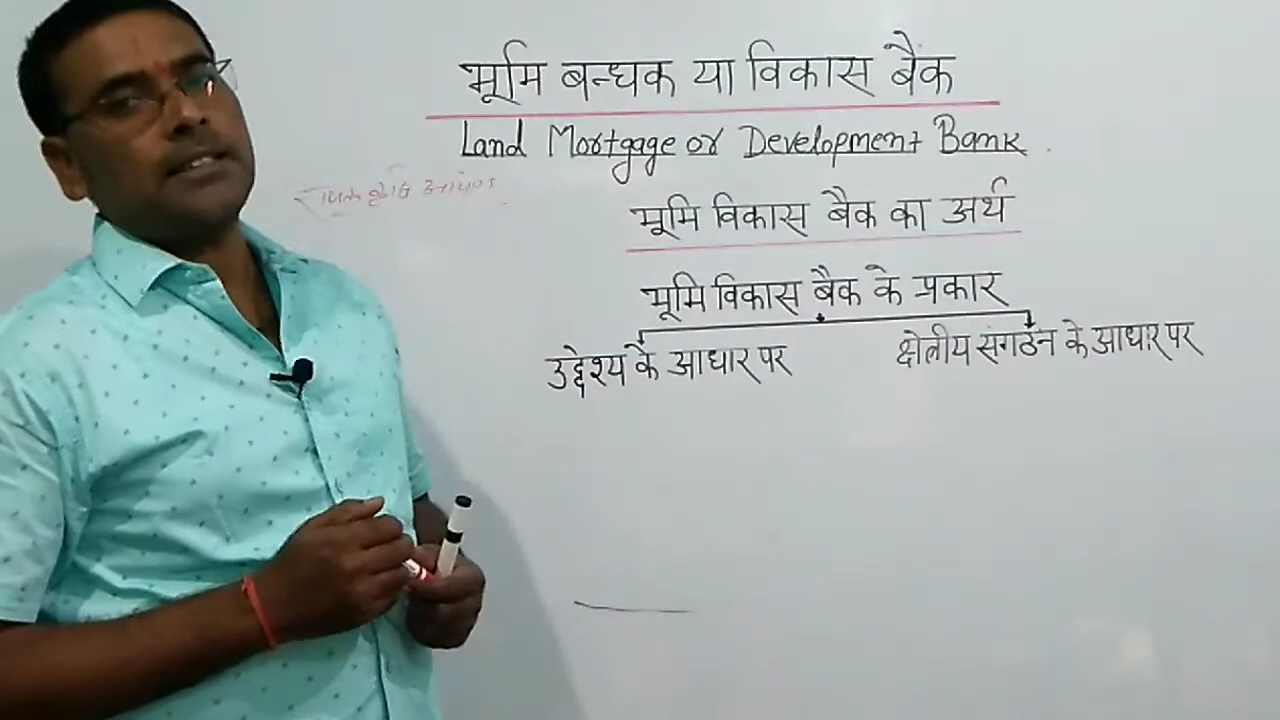 भूमि बन्धक या विकास बैंक
Land Mortgage or Development Bank
भूमि विकास बैंक का अर्थ
भूमि विकास बैंक के प्रकार
उद्देश्य के आधार पर
क्षेत्रीय संगठन के आधार पर